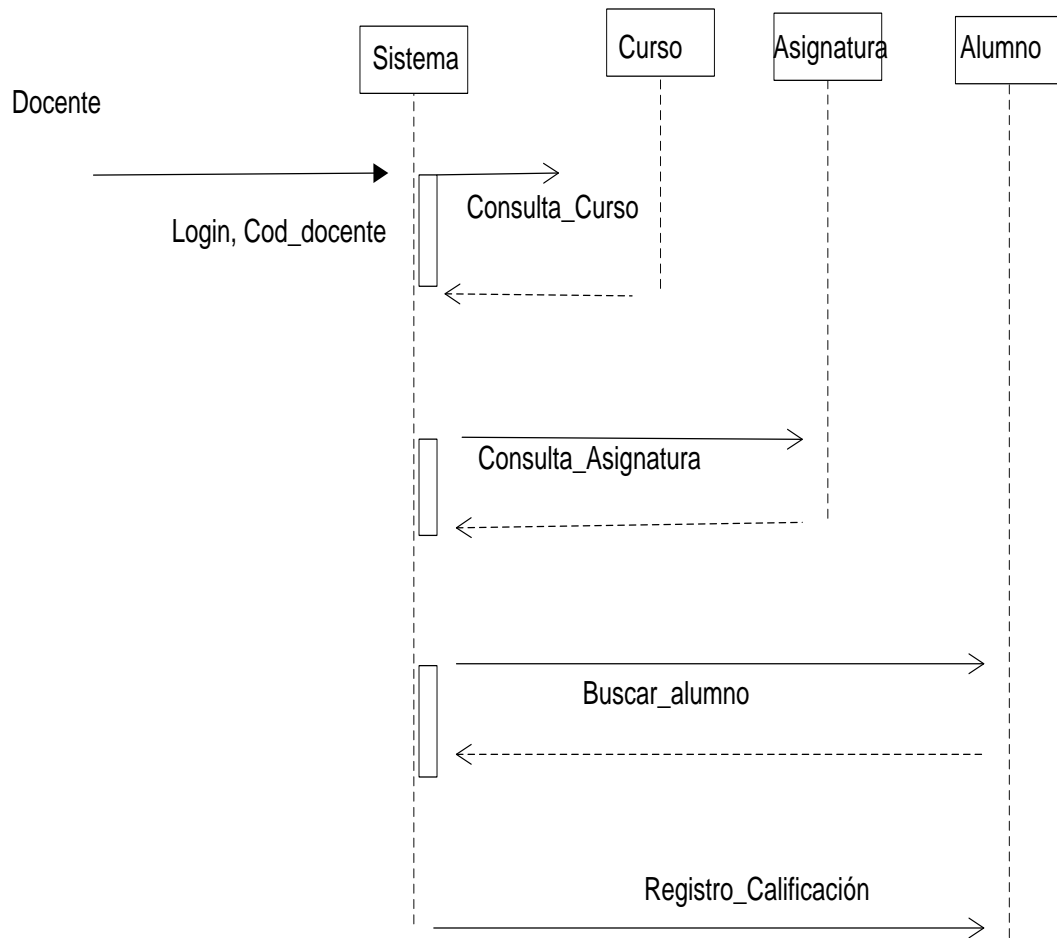 Sistema
Curso
Asignatura
Alumno
Docente
Consulta_Curso
Login, Cod_docente
Consulta_Asignatura
Buscar_alumno
Registro_Calificación